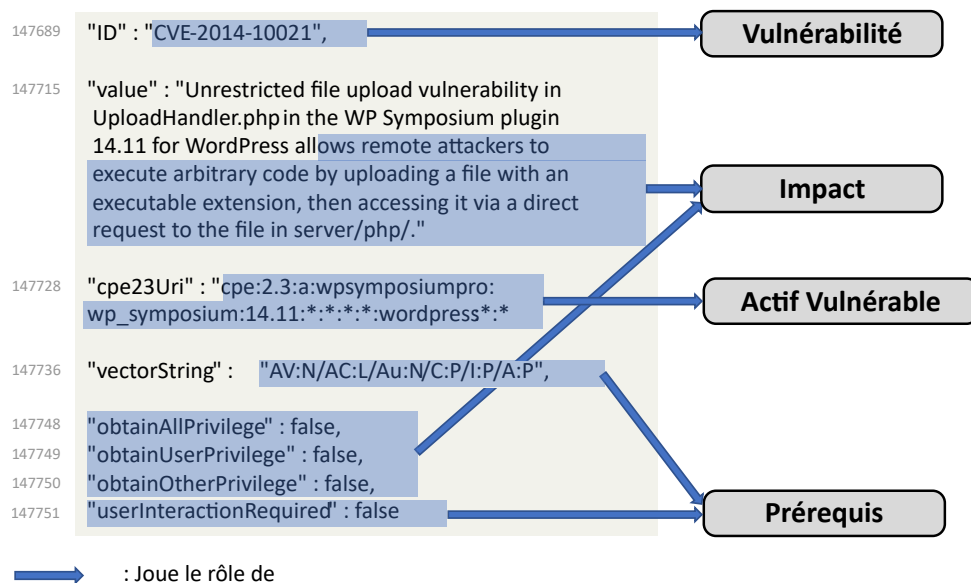 147689 "ID" : "CVE-2014-10021", Vulnérabilité
147715 "value" : "Unrestricted file upload vulnerability in
UploadHandler.php in the WP Symposium plugin
14.11 for WordPress allows remote attackers to
execute arbitrary code by uploading a file with an
executable extension, then accessing it via a direct
request to the file in server/php/."
Impact
147728 "cpe23Uri" : "cpe:2.3:a:wpsymposiumpro:
wp_symposium:14.11:*:*:*:*:wordpress*:*
Actif Vulnérable
147736 "vectorString" : "AV:N/AC:L/Au:N/C:P/I:P/A:P",
147748 "obtainAllPrivilege" : false,
147749 "obtainUserPrivilege" : false,
147750 "obtainOtherPrivilege" : false,
147751 "userInteractionRequired" : false Prérequis
: Joue le rôle de